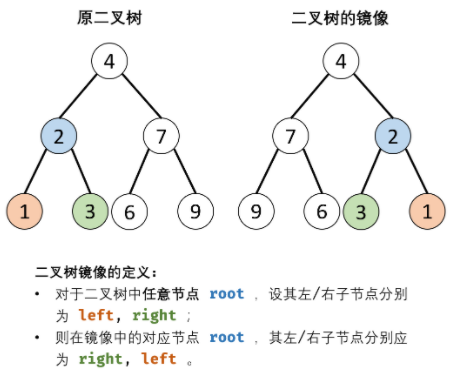 原二叉树 二叉树的镜像
4 4
2 7 7 2
1 3 6 9 9 6 3 1
二叉树镜像的定义：
• 对于二叉树中任意节点 root ，设其左/右子节点分别
为 left, right ；
• 则在镜像中的对应节点 root ，其左/右子节点分别应
为 right, left 。